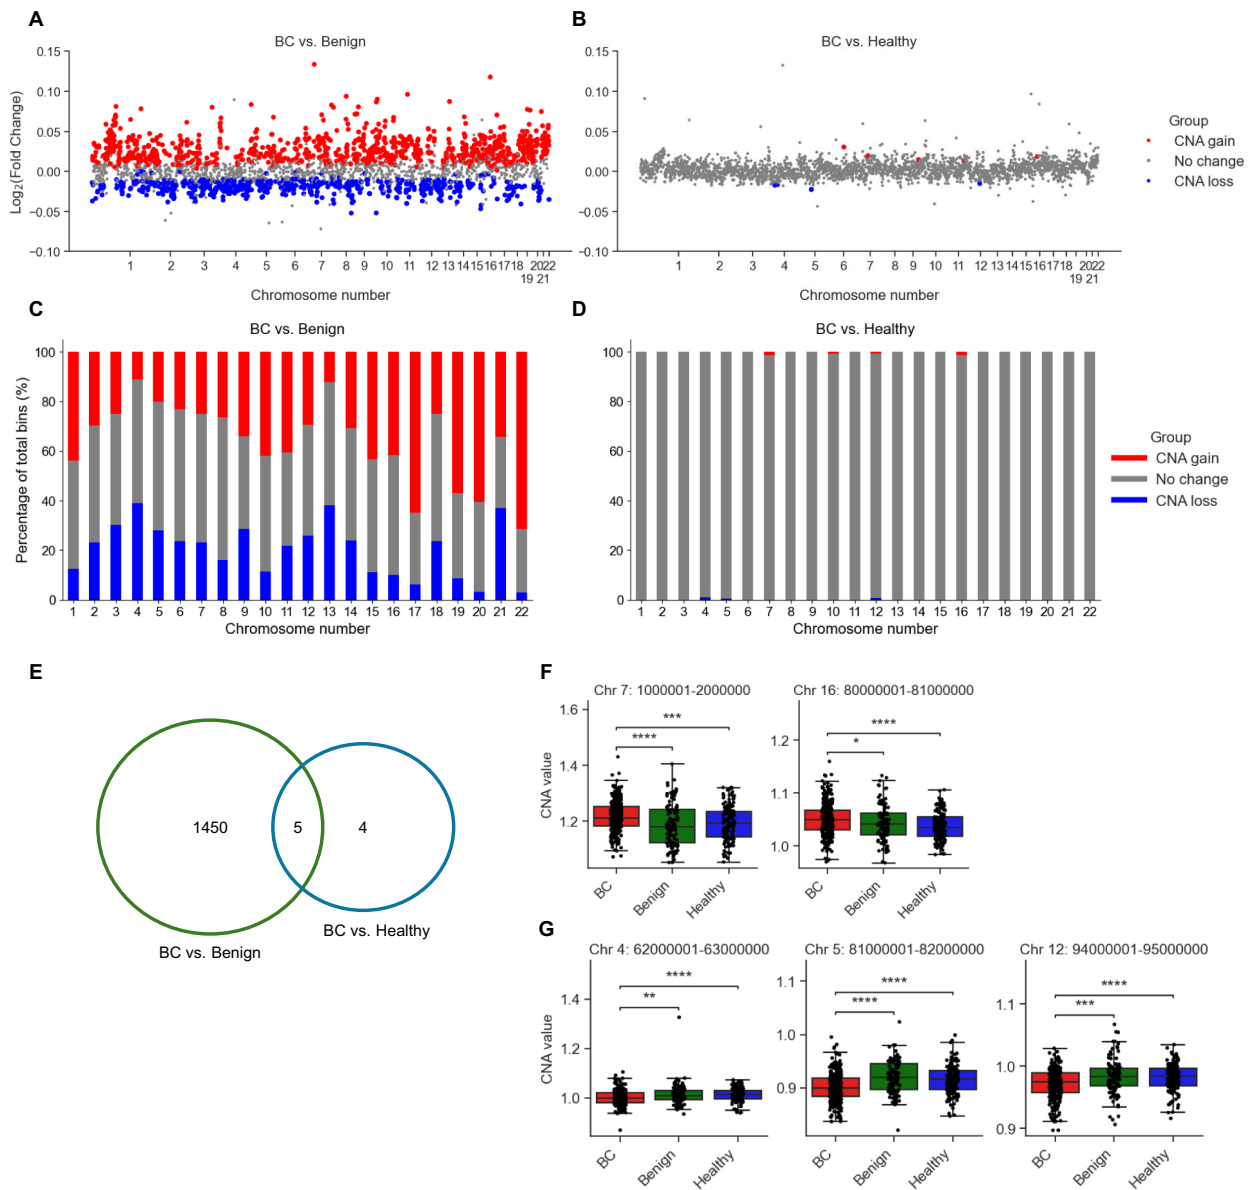 A
BC vs. Benign
0.15
0.10
0.05
0.00
−0.05
−0.10
Log2(Fold Change)
1 2 3 4 5 6 7 8 9 10 11 12 13 14 15 16 17 18 20 22
19 21
Chromosome number
B
BC vs. Healthy
0.15
0.10
0.05
0.00
−0.05
−0.10
1 2 3 4 5 6 7 8 9 10 11 12 13 14 15 16 17 18 20 22
19 21
Chromosome number
Group
CNA gain
No change
CNA loss
C
BC vs. Benign
100
80
60
40
20
0
Percentage of total bins (%)
1 2 3 4 5 6 7 8 9 10 11 12 13 14 15 16 17 18 19 20 21 22
Chromosome number
D
BC vs. Healthy
100
80
60
40
20
0
1 2 3 4 5 6 7 8 9 10 11 12 13 14 15 16 17 18 19 20 21 22
Chromosome number
Group
CNA gain
No change
CNA loss
E
1450
5
4
BC vs. Benign
BC vs. Healthy
F
Chr 7: 1000001-2000000
1.6
1.4
1.2
CNA value
***
****
BC
Benign
Healthy
Chr 16: 80000001-81000000
1.2
1.1
1.0
****
*
BC
Benign
Healthy
G
Chr 4: 62000001-63000000
1.4
1.2
1.0
CNA value
****
**
BC
Benign
Healthy
Chr 5: 81000001-82000000
1.1
1.0
0.9
****
****
BC
Benign
Healthy
Chr 12: 94000001-95000000
1.1
1.0
0.9
****
***
BC
Benign
Healthy